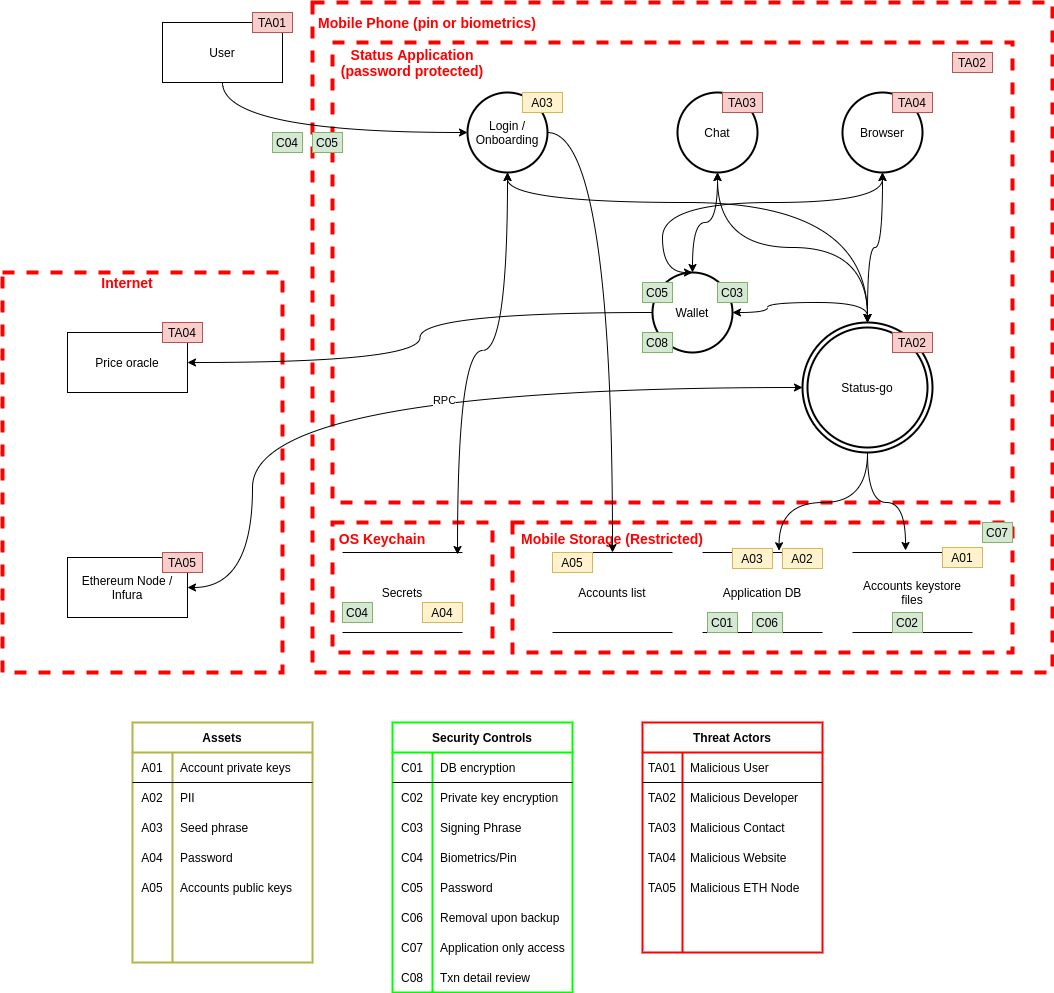 TA01
User
Mobile Phone (pin or biometrics)
Status Application
(password protected)
TA02
A03
Login /
Onboarding
TA03
Chat
TA04
Browser
C04
C05
Internet
TA04
Price oracle
C05
C03
Wallet
C08
TA02
Status-go
RPC
TA05
Ethereum Node /
Infura
OS Keychain
Secrets
C04
A04
Mobile Storage (Restricted)
C07
A05
Accounts list
A03
A02
Application DB
C01
C06
A01
Accounts keystore
files
C02
Assets
A01 Account private keys
A02 PII
A03 Seed phrase
A04 Password
A05 Accounts public keys
Security Controls
C01 DB encryption
C02 Private key encryption
C03 Signing Phrase
C04 Biometrics/Pin
C05 Password
C06 Removal upon backup
C07 Application only access
C08 Txn detail review
Threat Actors
TA01 Malicious User
TA02 Malicious Developer
TA03 Malicious Contact
TA04 Malicious Website
TA05 Malicious ETH Node